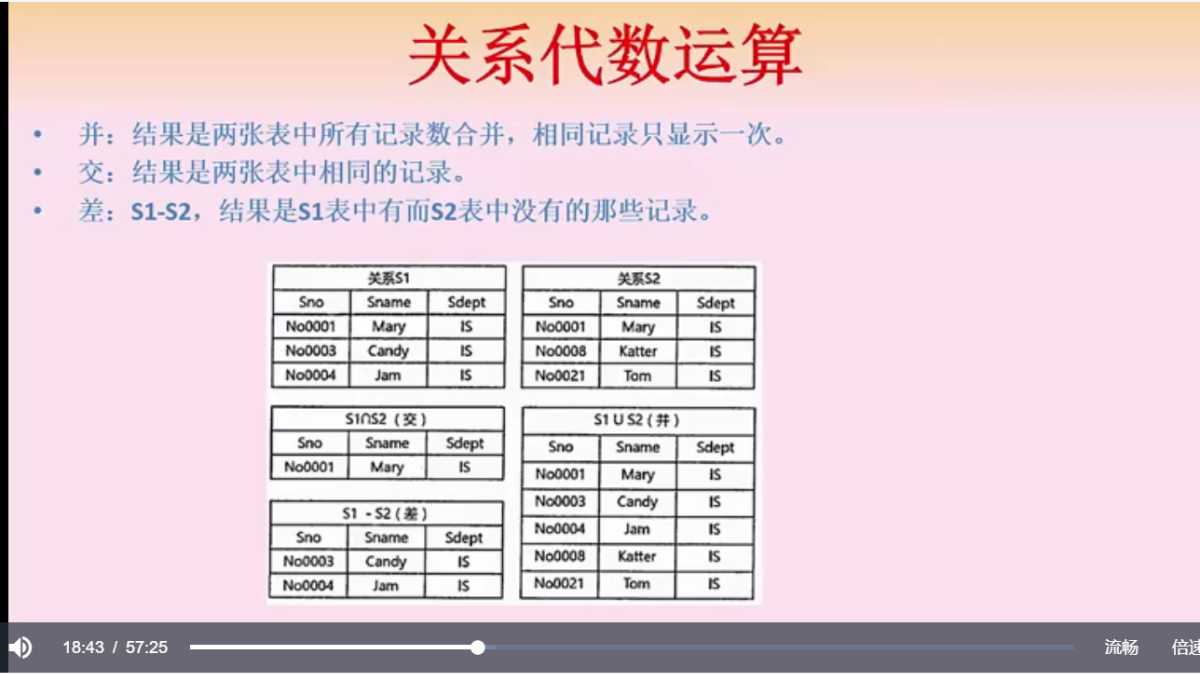 关系代数运算
• 并：结果是两张表中所有记录数合并，相同记录只显示一次。
• 交：结果是两张表中相同的记录。
• 差：S1-S2，结果是S1表中有而S2表中没有的那些记录。
关系S1
Sno Sname Sdept
No0001 Mary IS
No0003 Candy IS
No0004 Jam IS
关系S2
Sno Sname Sdept
No0001 Mary IS
No0008 Katter IS
No0021 Tom IS
S1∩S2（交）
Sno Sname Sdept
No0001 Mary IS
S1 - S2（差）
Sno Sname Sdept
No0003 Candy IS
No0004 Jam IS
S1 U S2（并）
Sno Sname Sdept
No0001 Mary IS
No0003 Candy IS
No0004 Jam IS
No0008 Katter IS
No0021 Tom IS
18:43 / 57:25 流畅 倍速